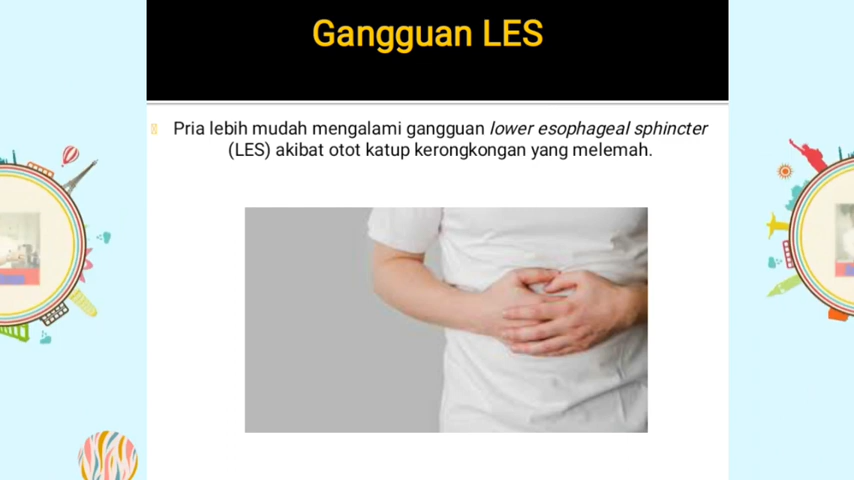 Gangguan LES
Pria lebih mudah mengalami gangguan lower esophageal sphincter
(LES) akibat otot katup kerongkongan yang melemah.